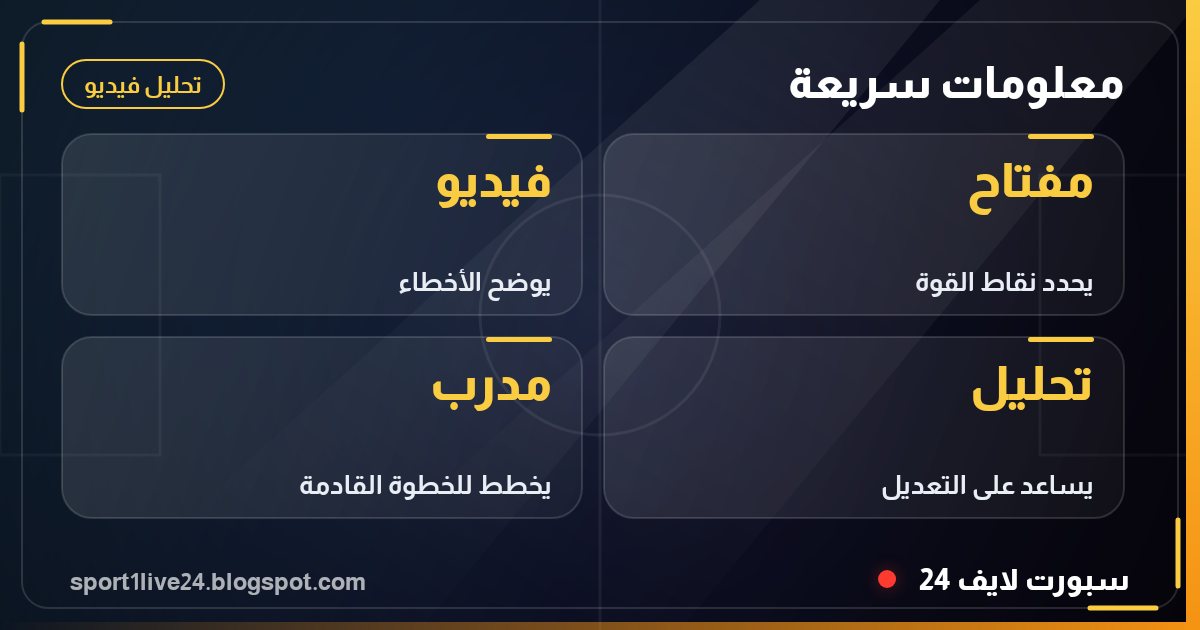 معلومات سريعة
تحليل فيديو
مفتاح
يحدد نقاط القوة
فيديو
يوضح الأخطاء
تحليل
يساعد على التعديل
مدرب
يخطط للخطوة القادمة
سبورت لايف 24
sport1live24.blogspot.com